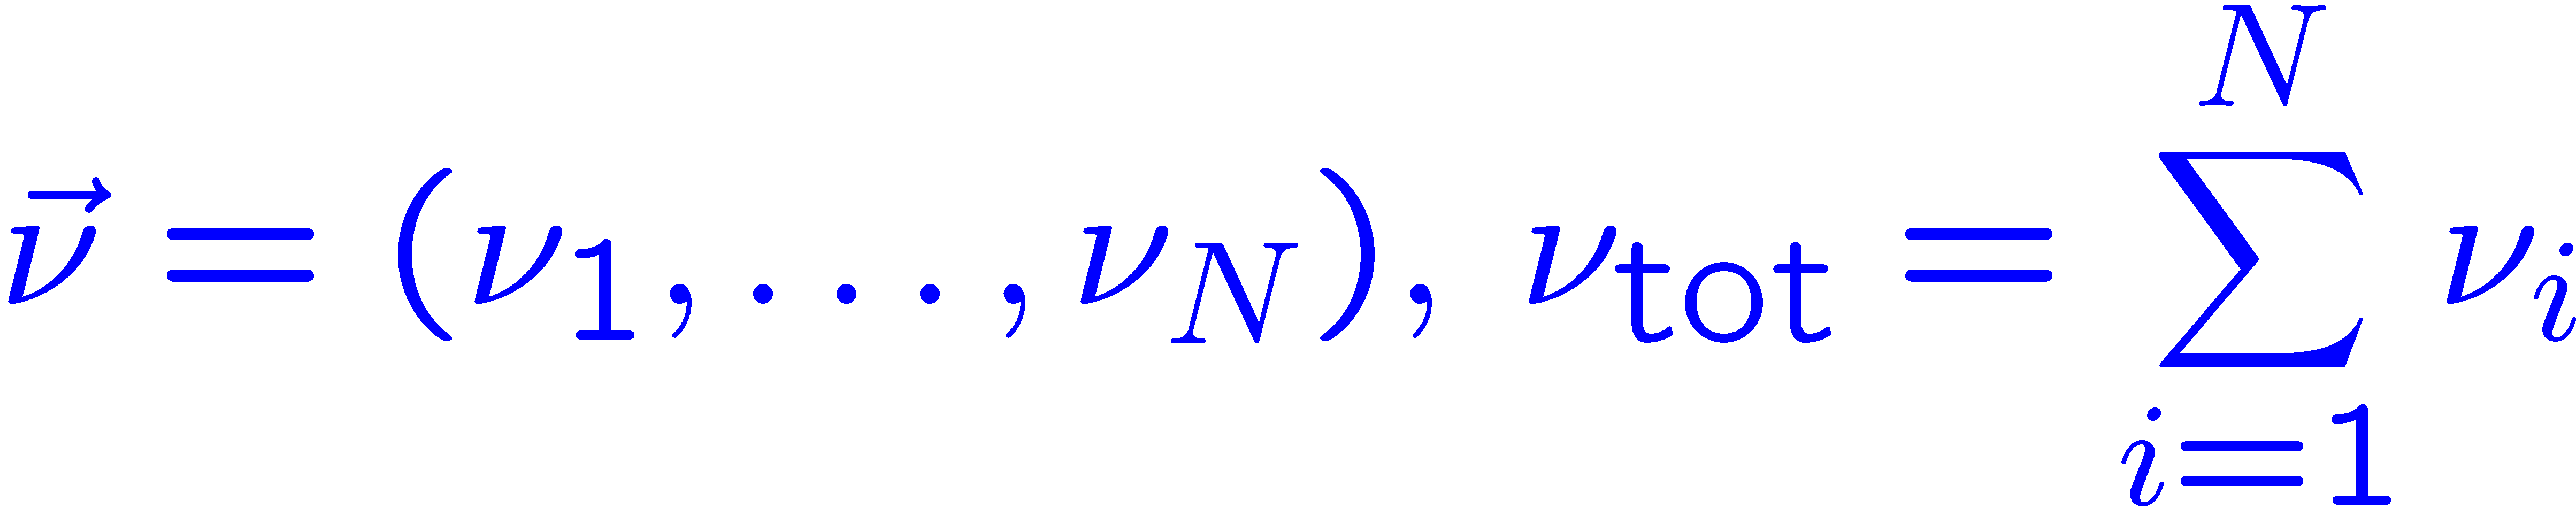 $\vec{\nu} = (\nu_1, \ldots, \nu_N), \nu_{\text{tot}} = \sum_{i=1}^{N} \nu_i$